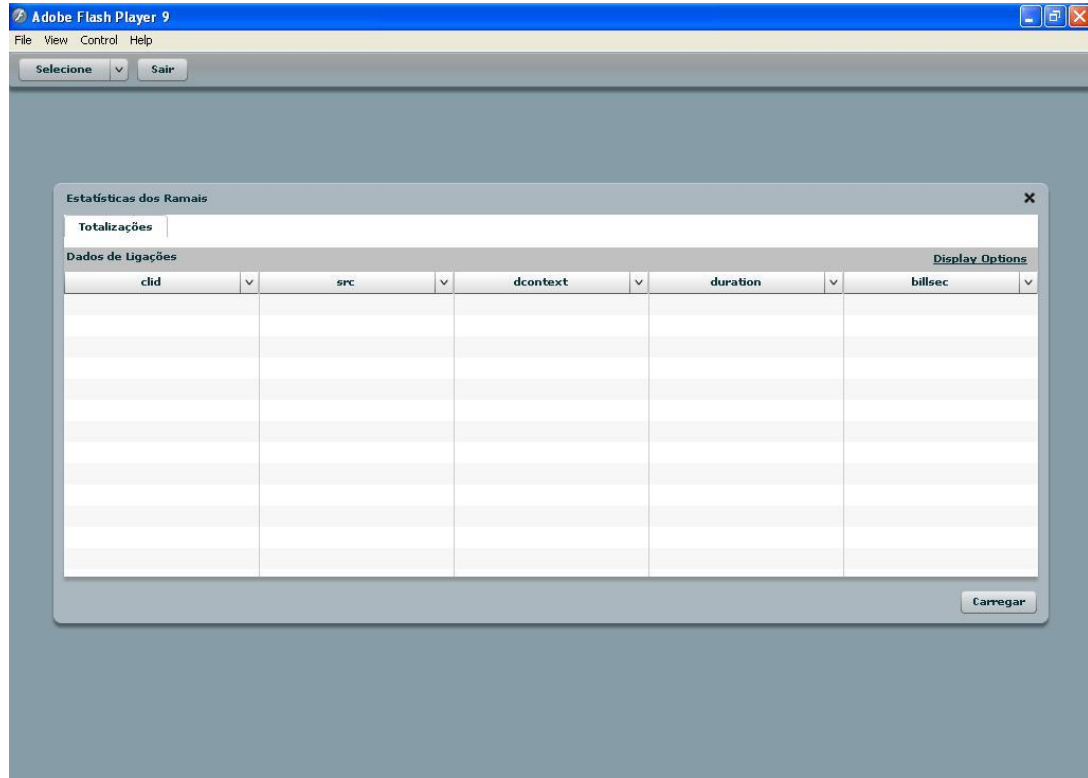 Adobe Flash Player 9
File View Control Help
Selecione Sair
Estatísticas dos Ramais
Totalizações
Dados de Ligações Display Options
clid src dcontext duration billsec
Carregar